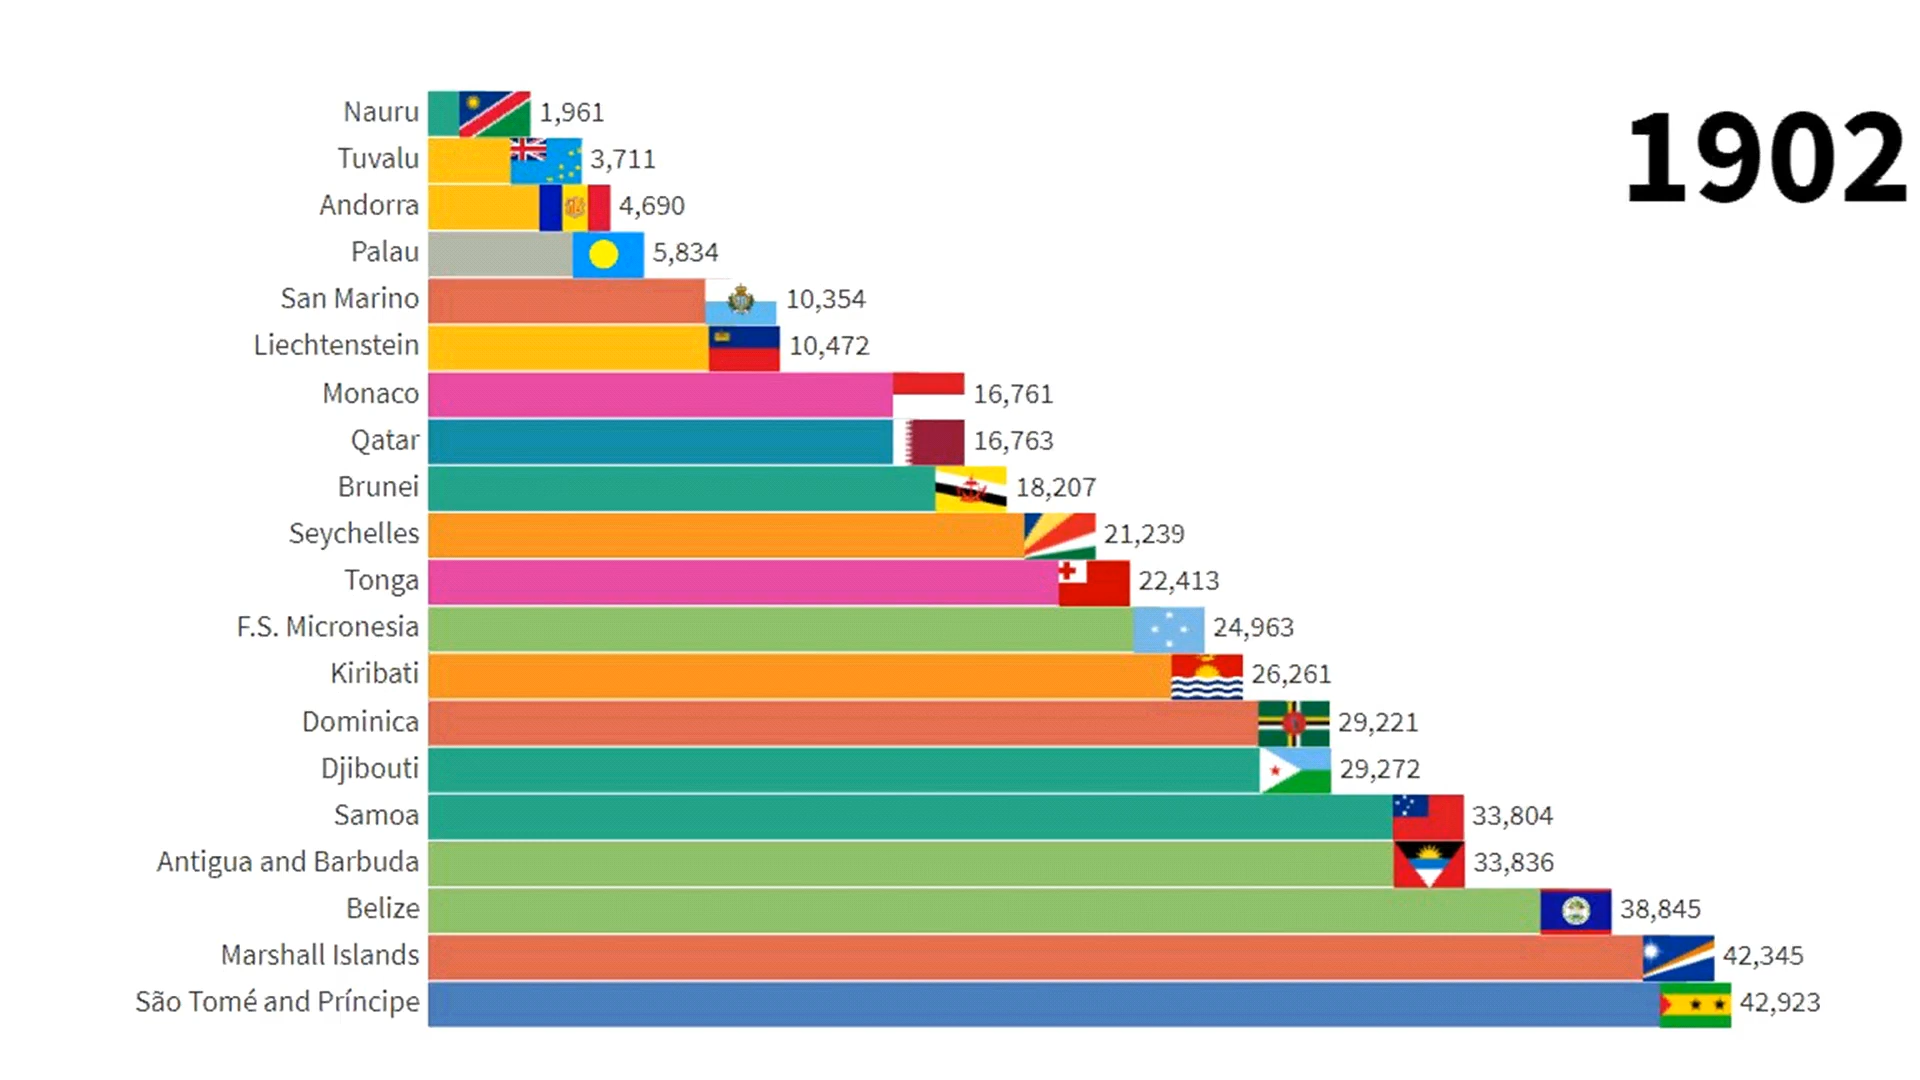 1902
Nauru 1,961
Tuvalu 3,711
Andorra 4,690
Palau 5,834
San Marino 10,354
Liechtenstein 10,472
Monaco 16,761
Qatar 16,763
Brunei 18,207
Seychelles 21,239
Tonga 22,413
F.S. Micronesia 24,963
Kiribati 26,261
Dominica 29,221
Djibouti 29,272
Samoa 33,804
Antigua and Barbuda 33,836
Belize 38,845
Marshall Islands 42,345
São Tomé and Príncipe 42,923